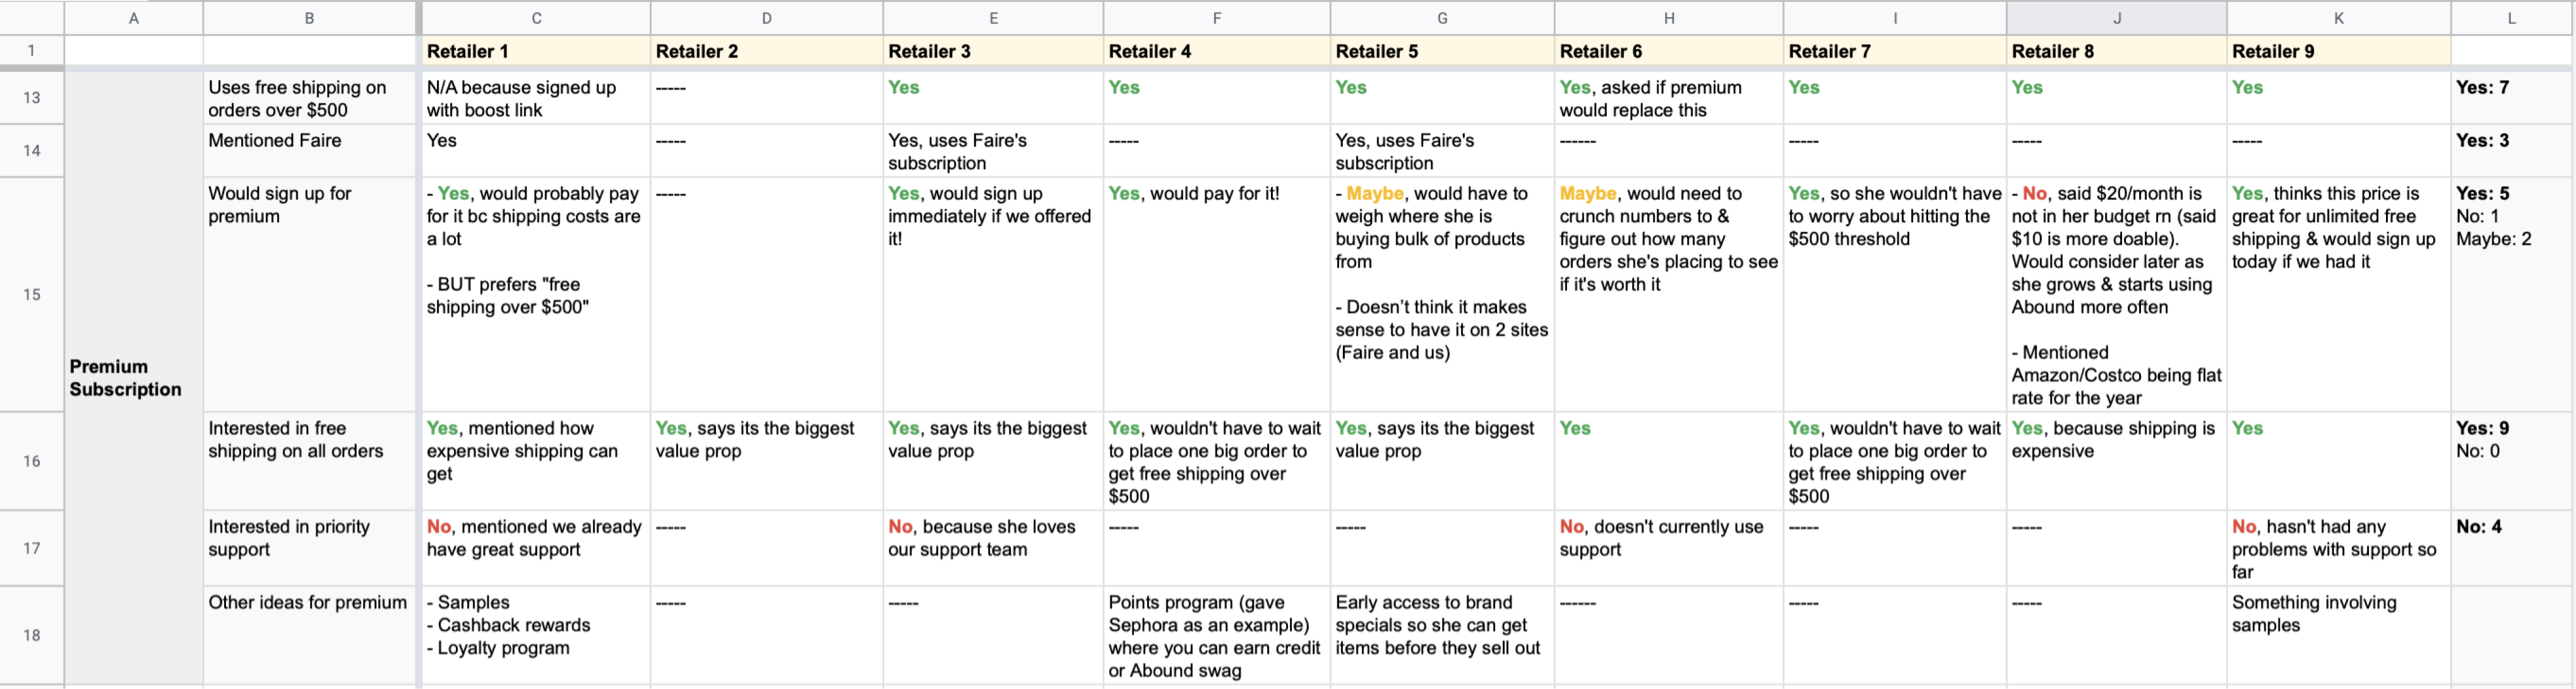 A B C D E F G H I J K L
1 Retailer 1 Retailer 2 Retailer 3 Retailer 4 Retailer 5 Retailer 6 Retailer 7 Retailer 8 Retailer 9
Premium
Subscription
13
Uses free shipping on
orders over $500
N/A because signed up
with boost link
-----
Yes
Yes
Yes
Yes, asked if premium
would replace this
Yes
Yes
Yes
Yes: 7
14
Mentioned Faire
Yes
-----
Yes, uses Faire's
subscription
-----
Yes, uses Faire's
subscription
------
-----
-----
-----
Yes: 3
15
Would sign up for
premium
- Yes, would probably pay
for it bc shipping costs are
a lot
- BUT prefers "free
shipping over $500"
-----
Yes, would sign up
immediately if we offered
it!
Yes, would pay for it!
- Maybe, would have to
weigh where she is
buying bulk of products
from
- Doesn’t think it makes
sense to have it on 2 sites
(Faire and us)
Maybe, would need to
crunch numbers to &
figure out how many
orders she's placing to see
if it's worth it
Yes, so she wouldn't have
to worry about hitting the
$500 threshold
- No, said $20/month is
not in her budget rn (said
$10 is more doable).
Would consider later as
she grows & starts using
Abound more often
- Mentioned
Amazon/Costco being flat
rate for the year
Yes, thinks this price is
great for unlimited free
shipping & would sign up
today if we had it
Yes: 5
No: 1
Maybe: 2
16
Interested in free
shipping on all orders
Yes, mentioned how
expensive shipping can
get
Yes, says its the biggest
value prop
Yes, says its the biggest
value prop
Yes, wouldn't have to wait
to place one big order to
get free shipping over
$500
Yes, says its the biggest
value prop
Yes
Yes, wouldn't have to wait
to place one big order to
get free shipping over
$500
Yes, because shipping is
expensive
Yes
Yes: 9
No: 0
17
Interested in priority
support
No, mentioned we already
have great support
-----
No, because she loves
our support team
-----
-----
No, doesn't currently use
support
-----
-----
No, hasn't had any
problems with support so
far
No: 4
18
Other ideas for premium
- Samples
- Cashback rewards
- Loyalty program
-----
-----
Points program (gave
Sephora as an example)
where you can earn credit
or Abound swag
Early access to brand
specials so she can get
items before they sell out
------
-----
-----
Something involving
samples